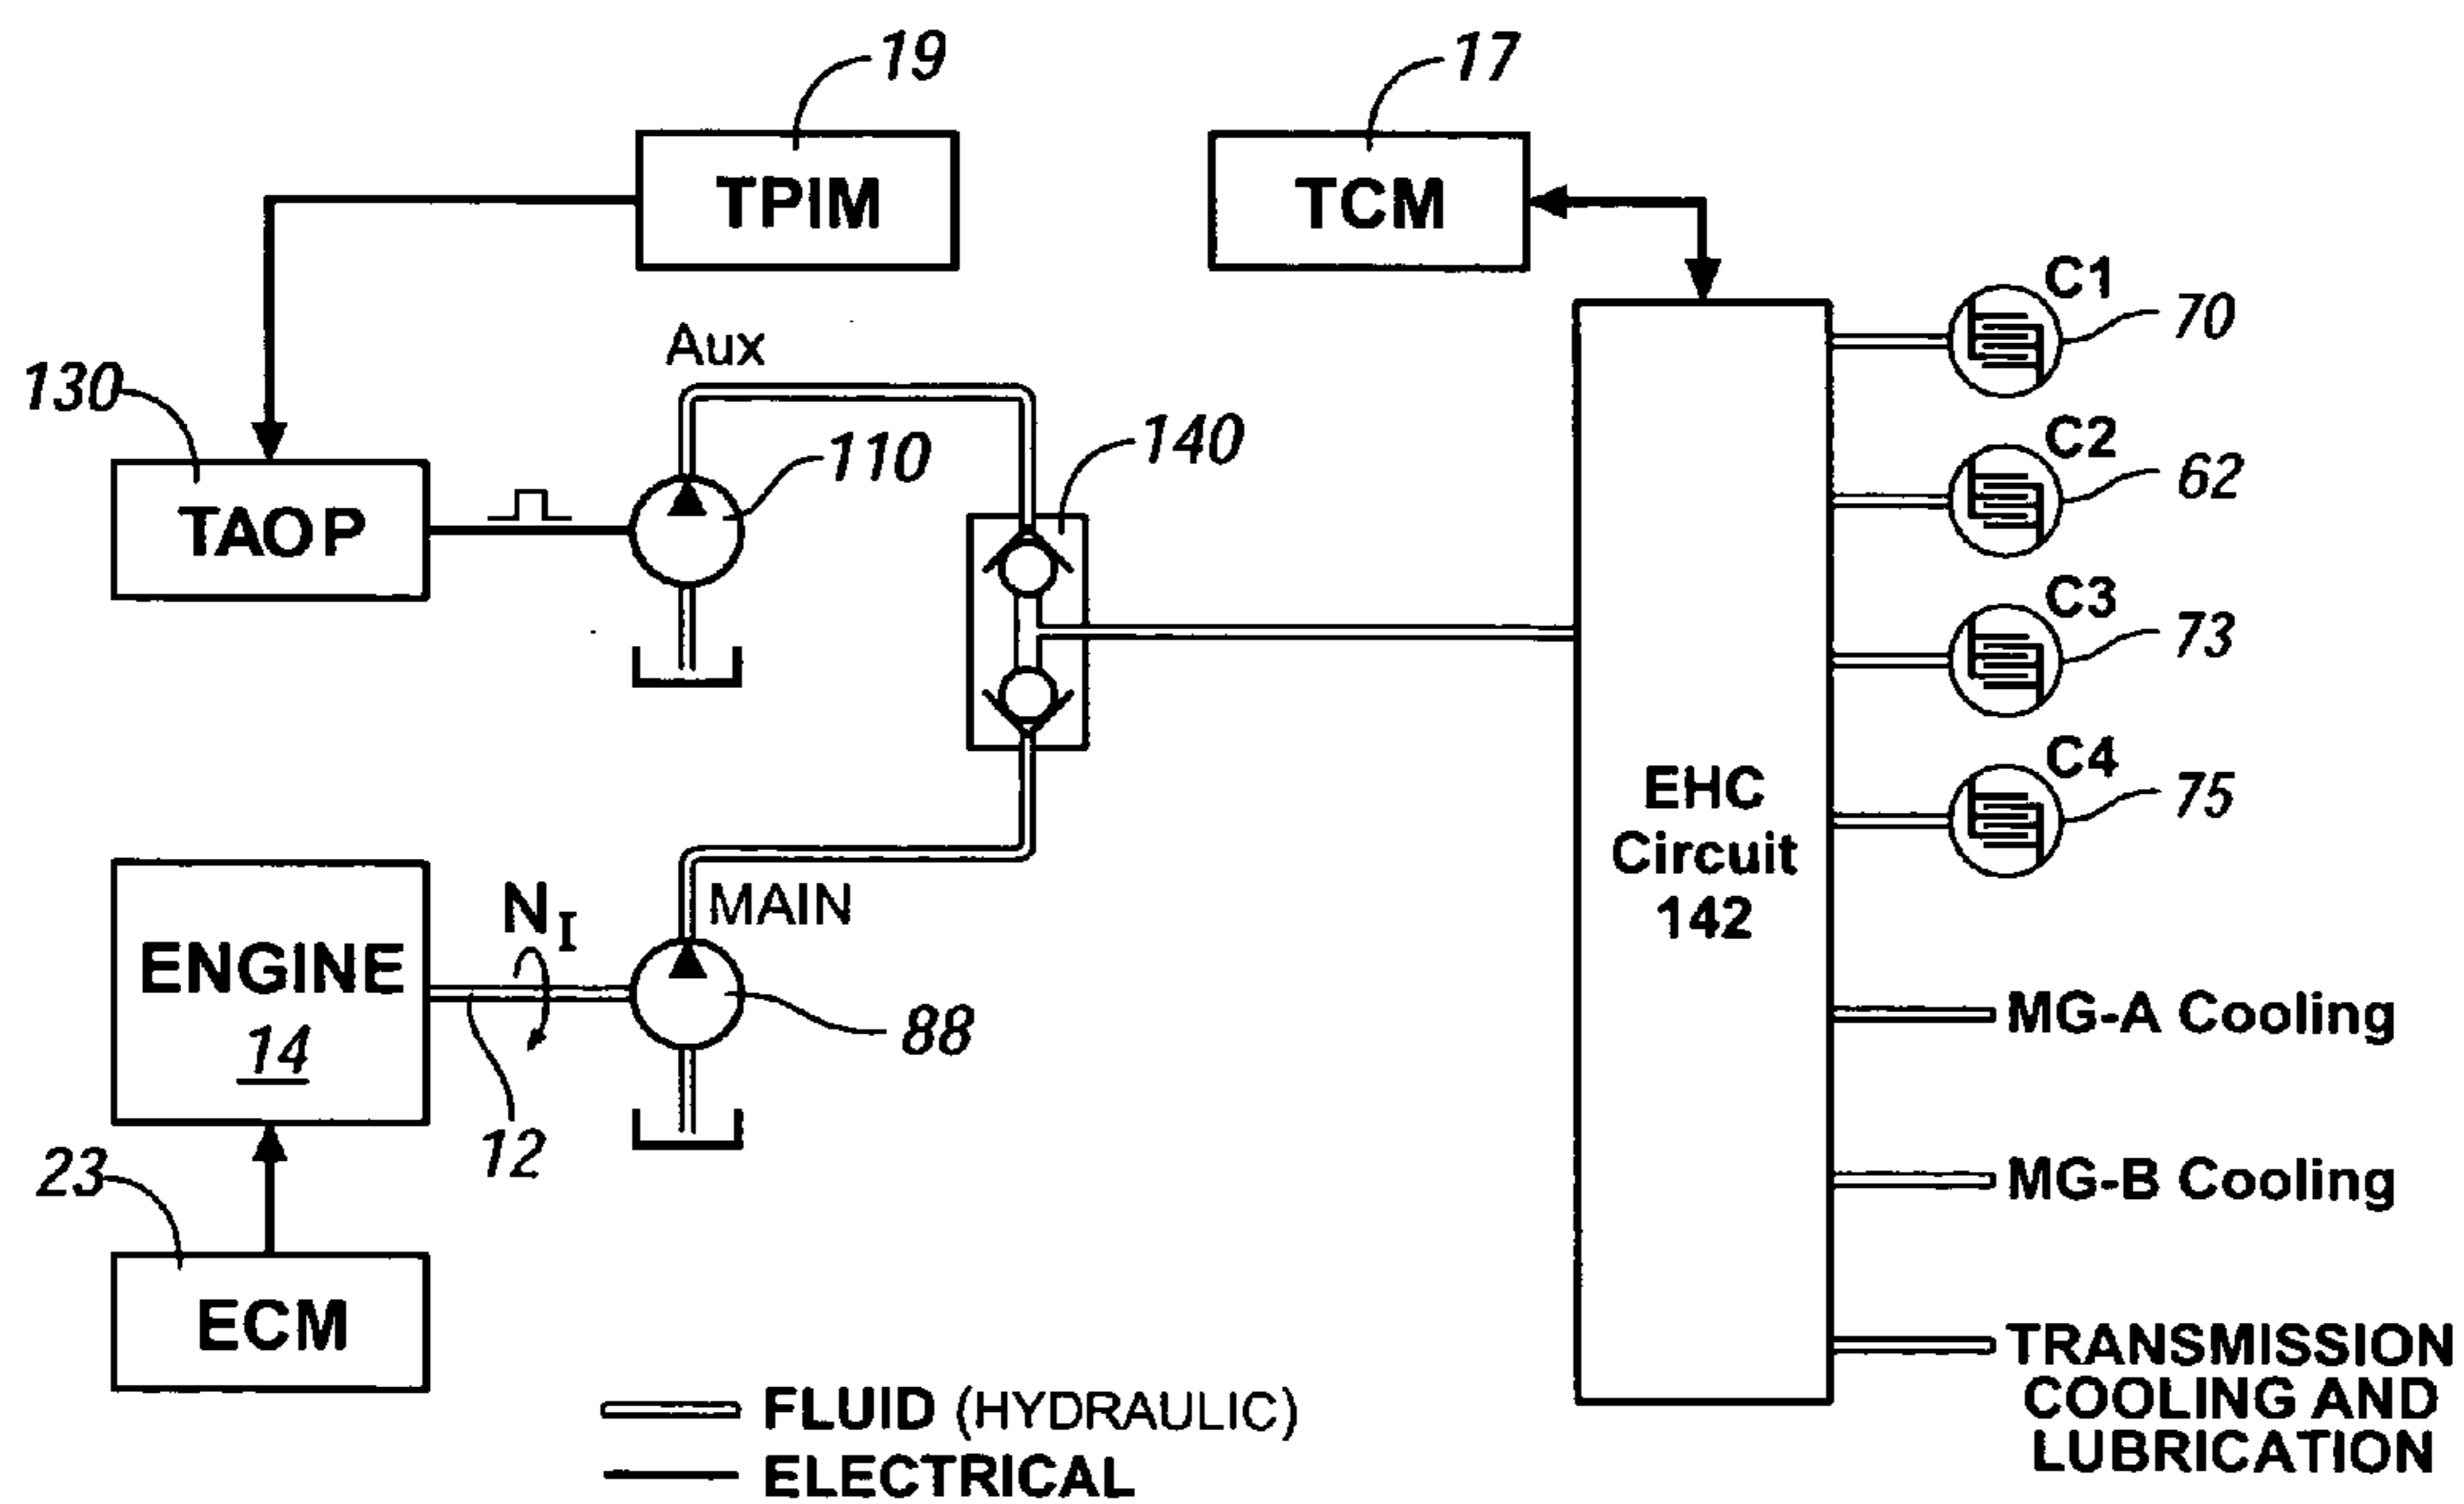 19
17
TPIM
TCM
C1
70
Aux
130
110
140
C2
62
TAOP
C3
73
C4
75
EHC
Circuit
142
MAIN
NI
ENGINE
14
88
12
MG-A Cooling
23
MG-B Cooling
ECM
TRANSMISSION
COOLING AND
LUBRICATION
FLUID (HYDRAULIC)
ELECTRICAL